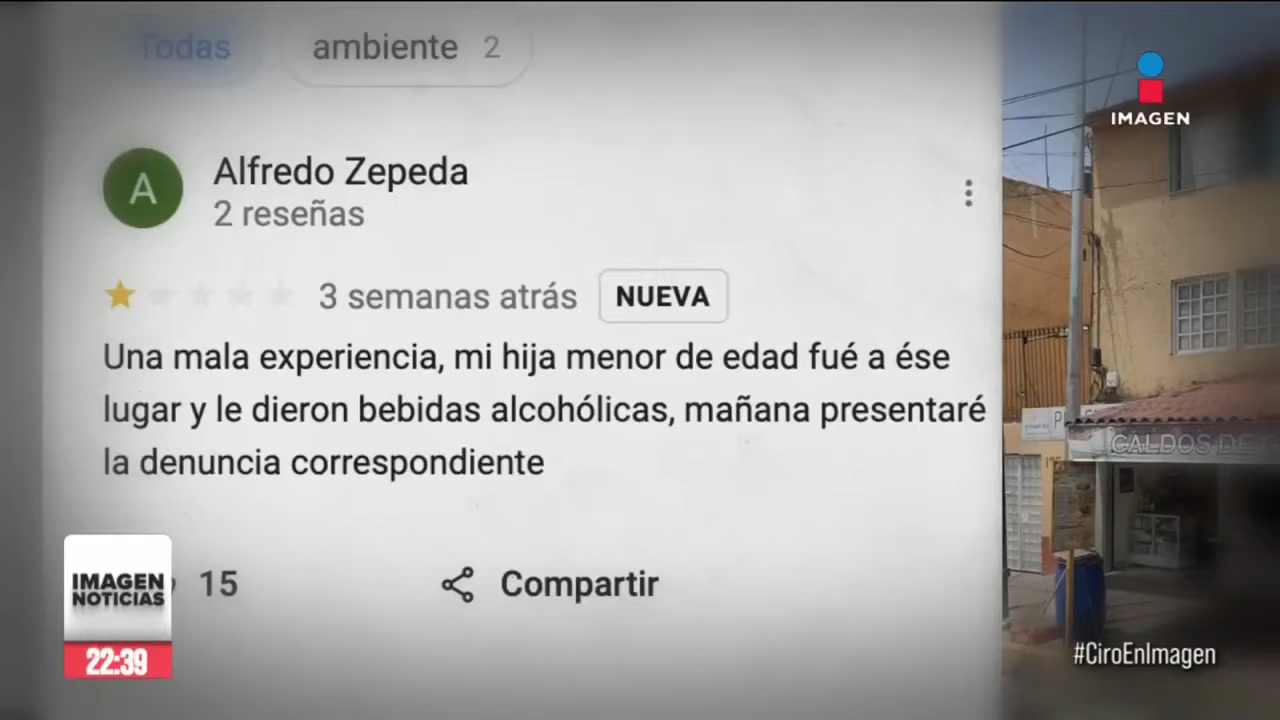 Todas
ambiente 2
IMAGEN
A
Alfredo Zepeda
2 reseñas
3 semanas atrás NUEVA
Una mala experiencia, mi hija menor de edad fué a ése
lugar y le dieron bebidas alcohólicas, mañana presentaré
la denuncia correspondiente
CALDOS DE
15 Compartir
IMAGEN
NOTICIAS
22:39
#CiroEnImagen